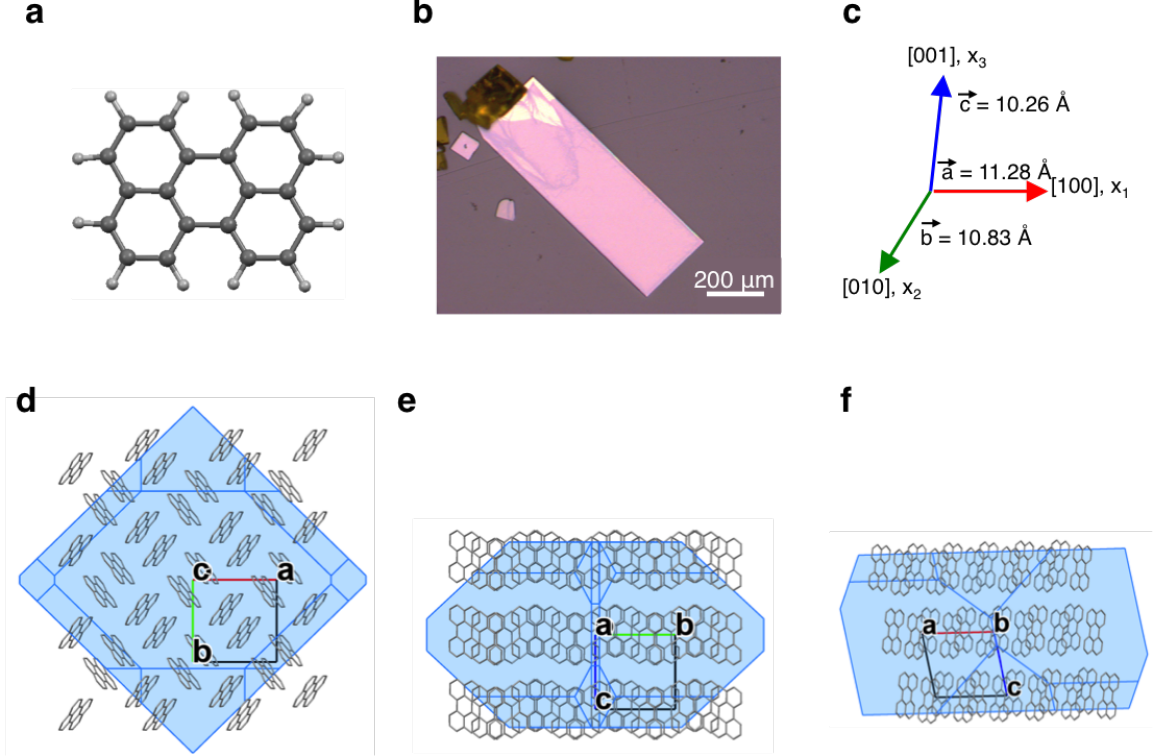 a
b
c
[001], x3
c = 10.26 Å
a = 11.28 Å
[100], x1
b = 10.83 Å
[010], x2
200 µm
d
e
f
c
a
b
a
b
c
a
b
c